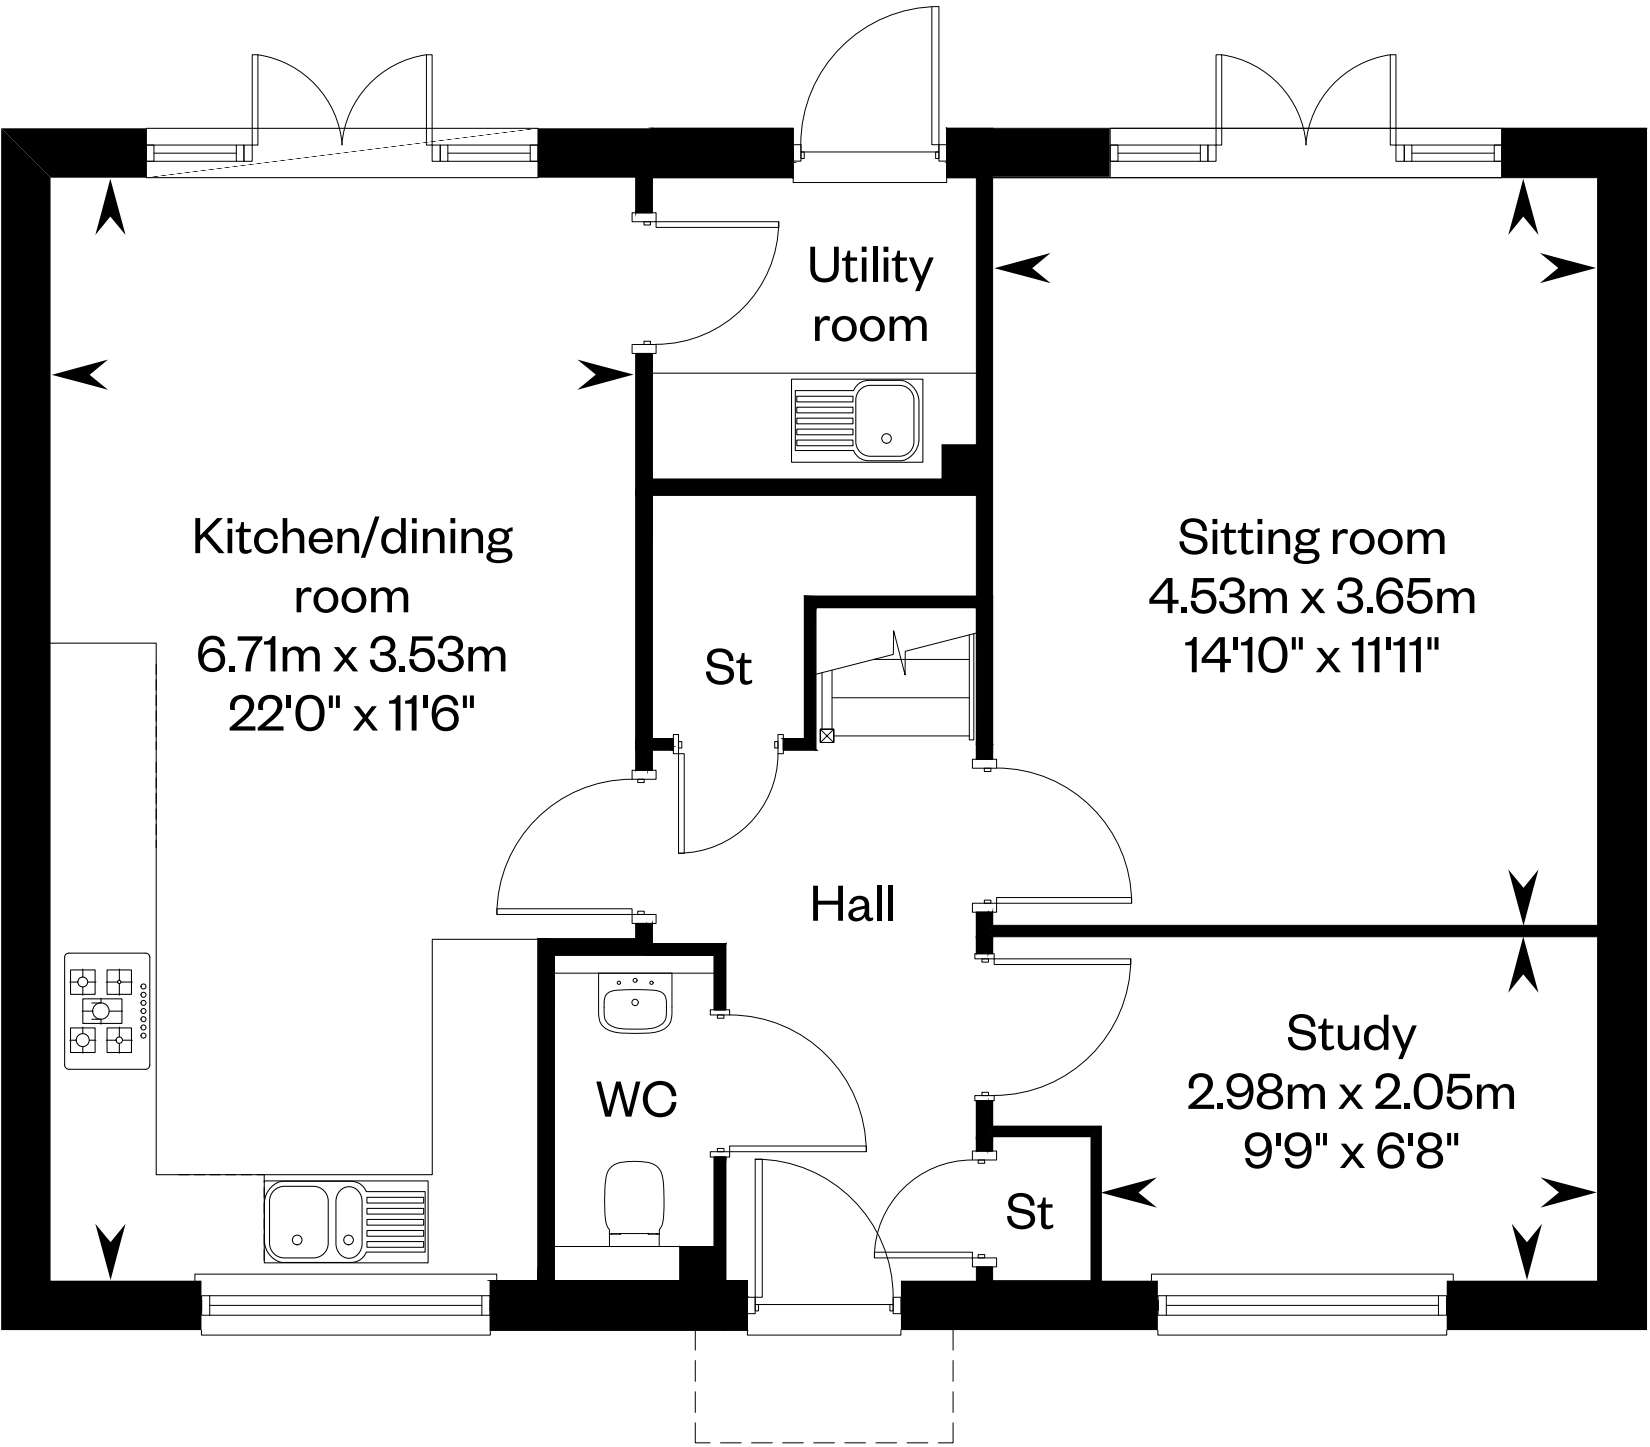 Utility
room
Kitchen/dining
room
6.71m x 3.53m
22'0" x 11'6"
Sitting room
4.53m x 3.65m
14'10" x 11'11"
St
Hall
Study
2.98m x 2.05m
9'9" x 6'8"
WC
St